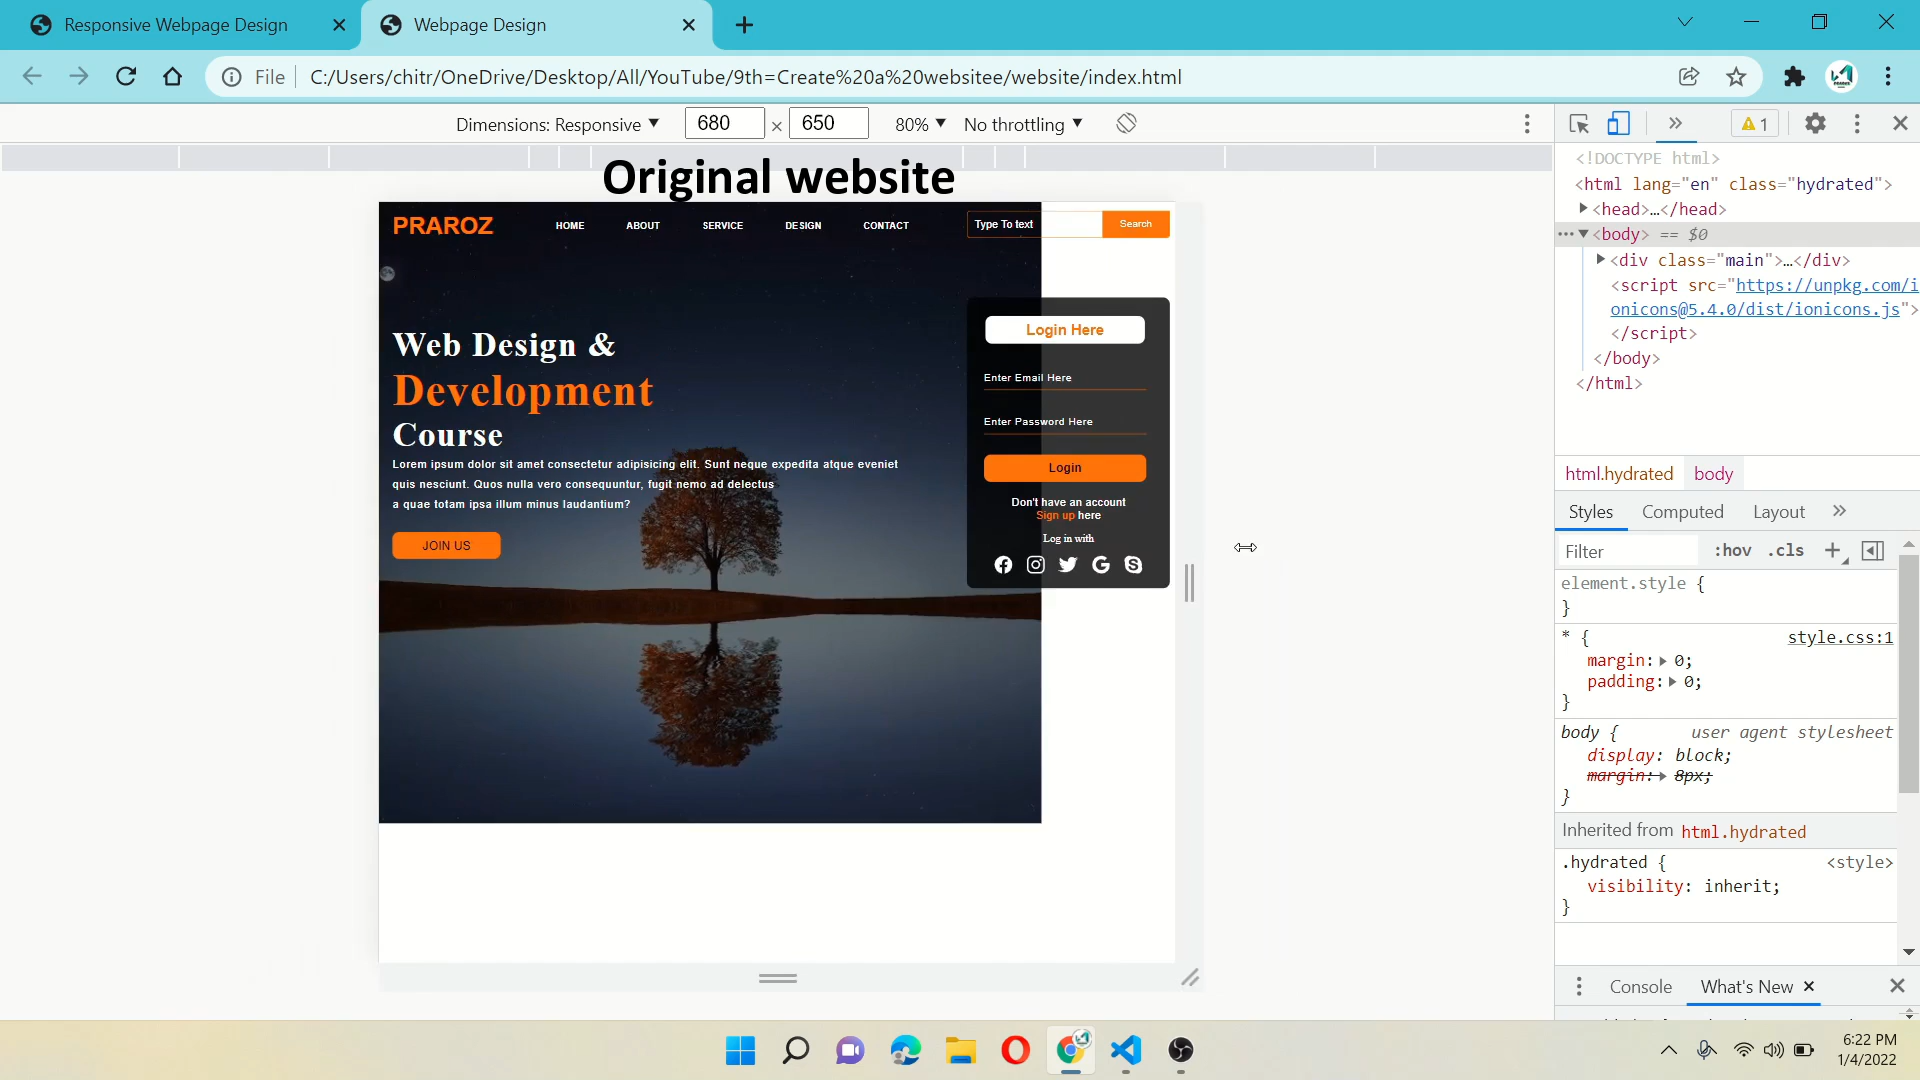 Responsive Webpage Design
Webpage Design
File
C:/Users/chitr/OneDrive/Desktop/All/YouTube/9th=Create%20a%20websitee/website/index.html
Dimensions: Responsive
680
×
650
80%
No throttling
1
Original website
PRAROZ
HOME
ABOUT
SERVICE
DESIGN
CONTACT
Type To text
Search
Web Design &
Development
Course
Lorem ipsum dolor sit amet consectetur adipisicing elit. Sunt neque expedita atque eveniet
quis nesciunt. Quos nulla vero consequuntur, fugit nemo ad delectus
a quae totam ipsa illum minus laudantium?
JOIN US
Login Here
Enter Email Here
Enter Password Here
Login
Don't have an account
Sign up here
Log in with
<!DOCTYPE html>
<html lang="en" class="hydrated">
<head>…</head>
<body> == $0
<div class="main">…</div>
<script src="https://unpkg.com/i
onicons@5.4.0/dist/ionicons.js">
</script>
</body>
</html>
html.hydrated
body
Styles
Computed
Layout
Filter
:hov
.cls
element.style {
}
* {
style.css:1
margin: 0;
padding: 0;
}
body {
user agent stylesheet
display: block;
margin: 8px;
}
Inherited from html.hydrated
.hydrated {
<style>
visibility: inherit;
}
Console
What's New
6:22 PM
1/4/2022